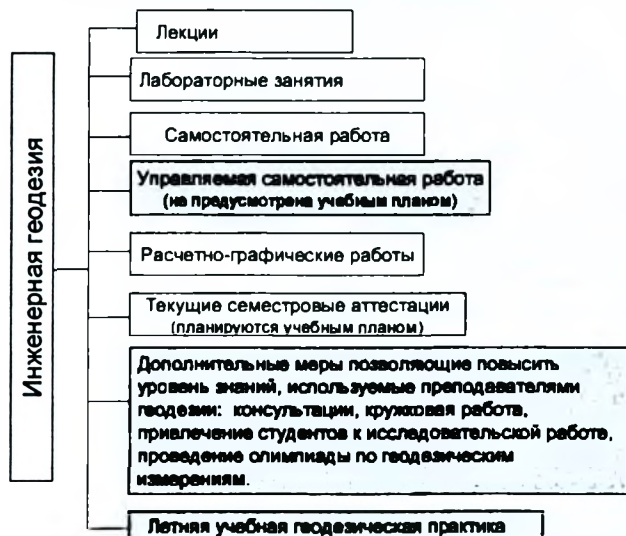 Инженерная геодезия
Лекции
Лабораторные занятия
Самостоятельная работа
Управляемая самостоятельная работа
(не предусмотрена учебным планом)
Расчетно-графические работы
Текущие семестровые аттестации
(планируются учебным планом)
Дополнительные меры позволяющие повысить
уровень знаний, используемые преподавателями
геодезии: консультации, кружковая работа,
привлечение студентов к исследовательской работе,
проведение олимпиады по геодезическим
измерениям.
Летняя учебная геодезическая практика